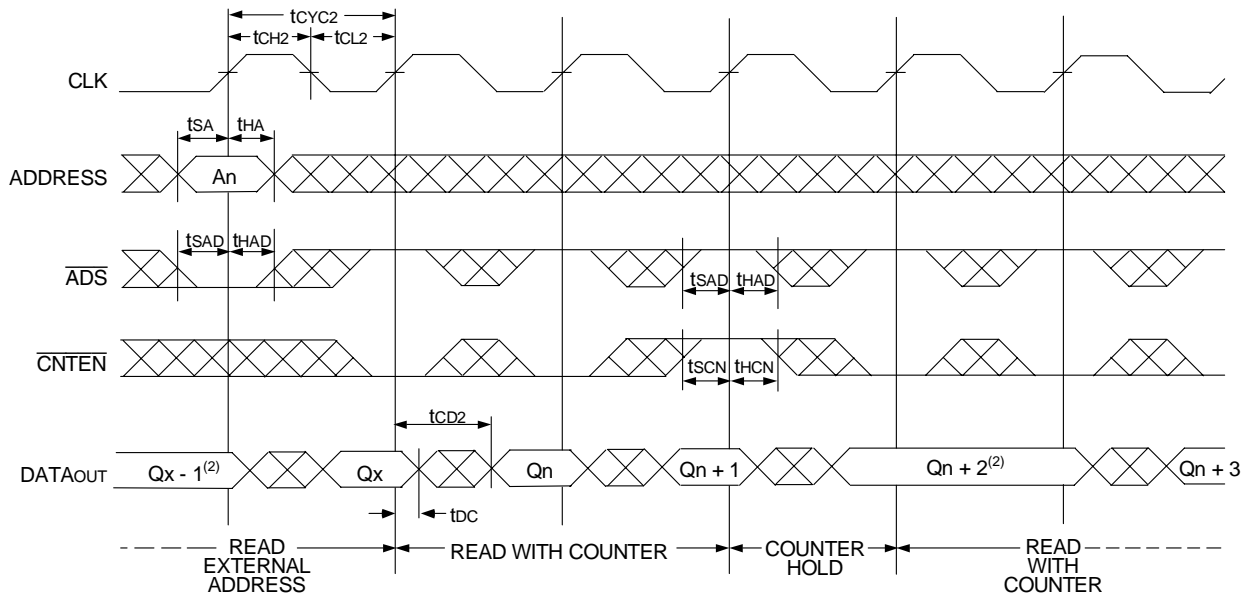 tCYC2
tCH2 tCL2
CLK
tSA tHA
ADDRESS An
tSAD tHAD
ADS
tSAD tHAD
CNTEN
tSCN tHCN
tCD2
DATAOUT Qx - 1(2) Qx Qn Qn + 1 Qn + 2(2) Qn + 3
tDC
READ EXTERNAL ADDRESS
READ WITH COUNTER
COUNTER HOLD
READ WITH COUNTER